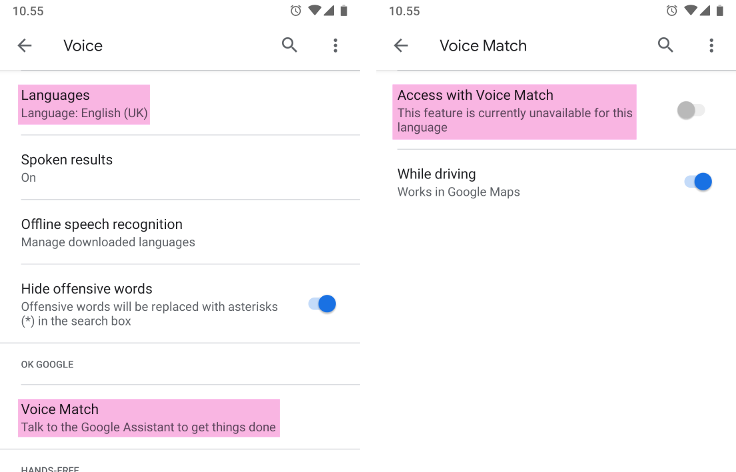 10.55
Voice
Languages
Language: English (UK)
Spoken results
On
Offline speech recognition
Manage downloaded languages
Hide offensive words
Offensive words will be replaced with asterisks
(*) in the search box
OK GOOGLE
Voice Match
Talk to the Google Assistant to get things done
HANDS-FREE
10.55
Voice Match
Access with Voice Match
This feature is currently unavailable for this
language
While driving
Works in Google Maps